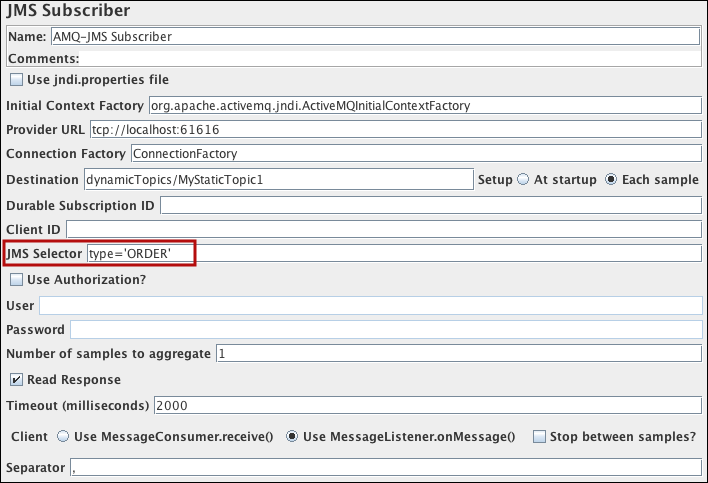 JMS Subscriber
Name: AMQ-JMS Subscriber
Comments:
Use jndi.properties file
Initial Context Factory org.apache.activemq.jndi.ActiveMQInitialContextFactory
Provider URL tcp://localhost:61616
Connection Factory ConnectionFactory
Destination dynamicTopics/MyStaticTopic1 Setup At startup Each sample
Durable Subscription ID
Client ID
JMS Selector type='ORDER'
Use Authorization?
User
Password
Number of samples to aggregate 1
Read Response
Timeout (milliseconds) 2000
Client Use MessageConsumer.receive() Use MessageListener.onMessage() Stop between samples?
Separator ,